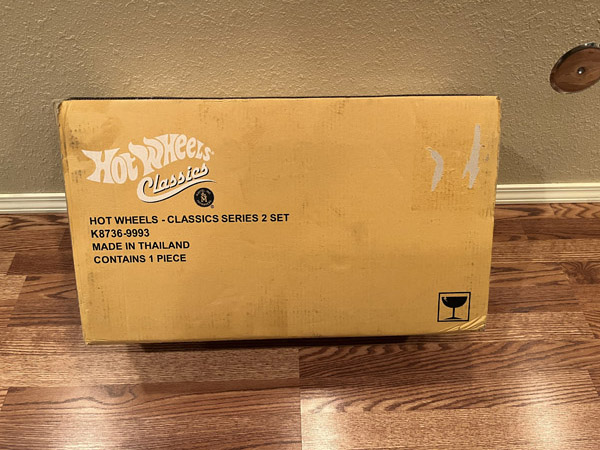 Hot Wheels
Classics
HOT WHEELS - CLASSICS SERIES 2 SET
K8736-9993
MADE IN THAILAND
CONTAINS 1 PIECE